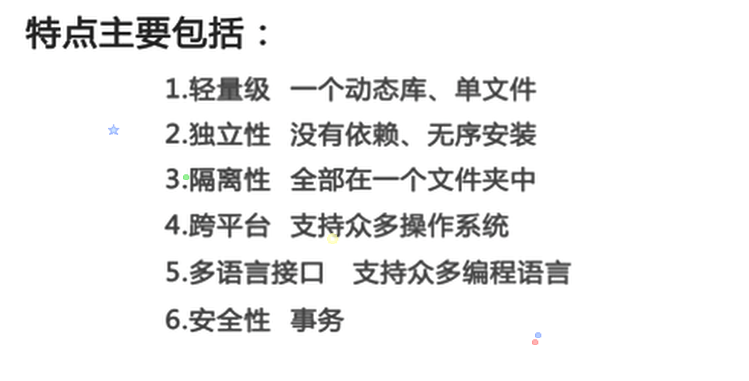 特点主要包括：
1.轻量级 一个动态库、单文件
2.独立性 没有依赖、无序安装
3.隔离性 全部在一个文件夹中
4.跨平台 支持众多操作系统
5.多语言接口 支持众多编程语言
6.安全性 事务